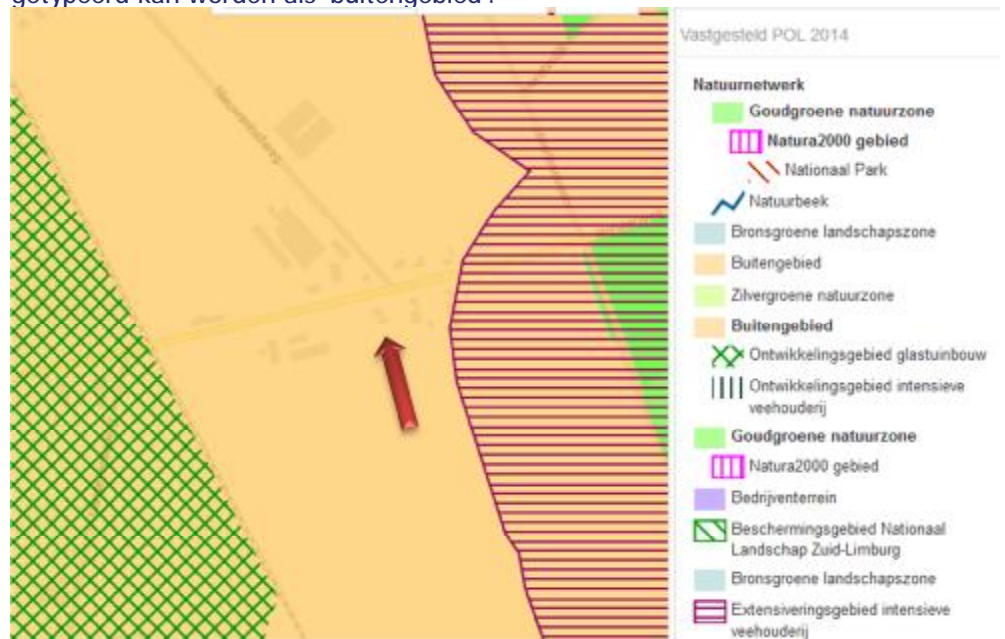 getypeerd kan worden als 'buitengebied'.
Vastgesteld POL 2014
Natuurnetwerk
Goudgroene natuurzone
Natura2000 gebied
Nationaal Park
Natuurbeek
Bronsgroene landschapszone
Buitengebied
Zilvergroene natuurzone
Buitengebied
Ontwikkelingsgebied glastuinbouw
Ontwikkelingsgebied intensieve
veehouderij
Goudgroene natuurzone
Natura2000 gebied
Bedrijventerrein
Beschermingsgebied Nationaal
Landschap Zuid-Limburg
Bronsgroene landschapszone
Extensiveringsgebied intensieve
veehouderij